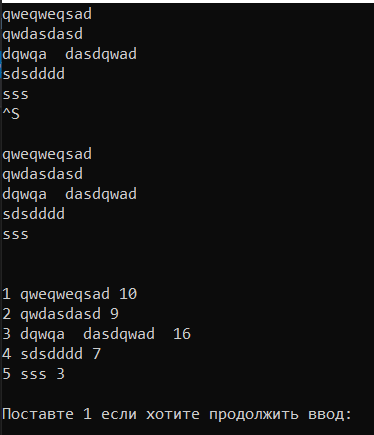 qweqweqsad
qwdasdasd
dqwqa  dasdqwad
sdsdddd
sss
^S
qweqweqsad
qwdasdasd
dqwqa  dasdqwad
sdsdddd
sss
1 qweqweqsad 10
2 qwdasdasd 9
3 dqwqa  dasdqwad  16
4 sdsdddd 7
5 sss 3
Поставте 1 если хотите продолжить ввод: